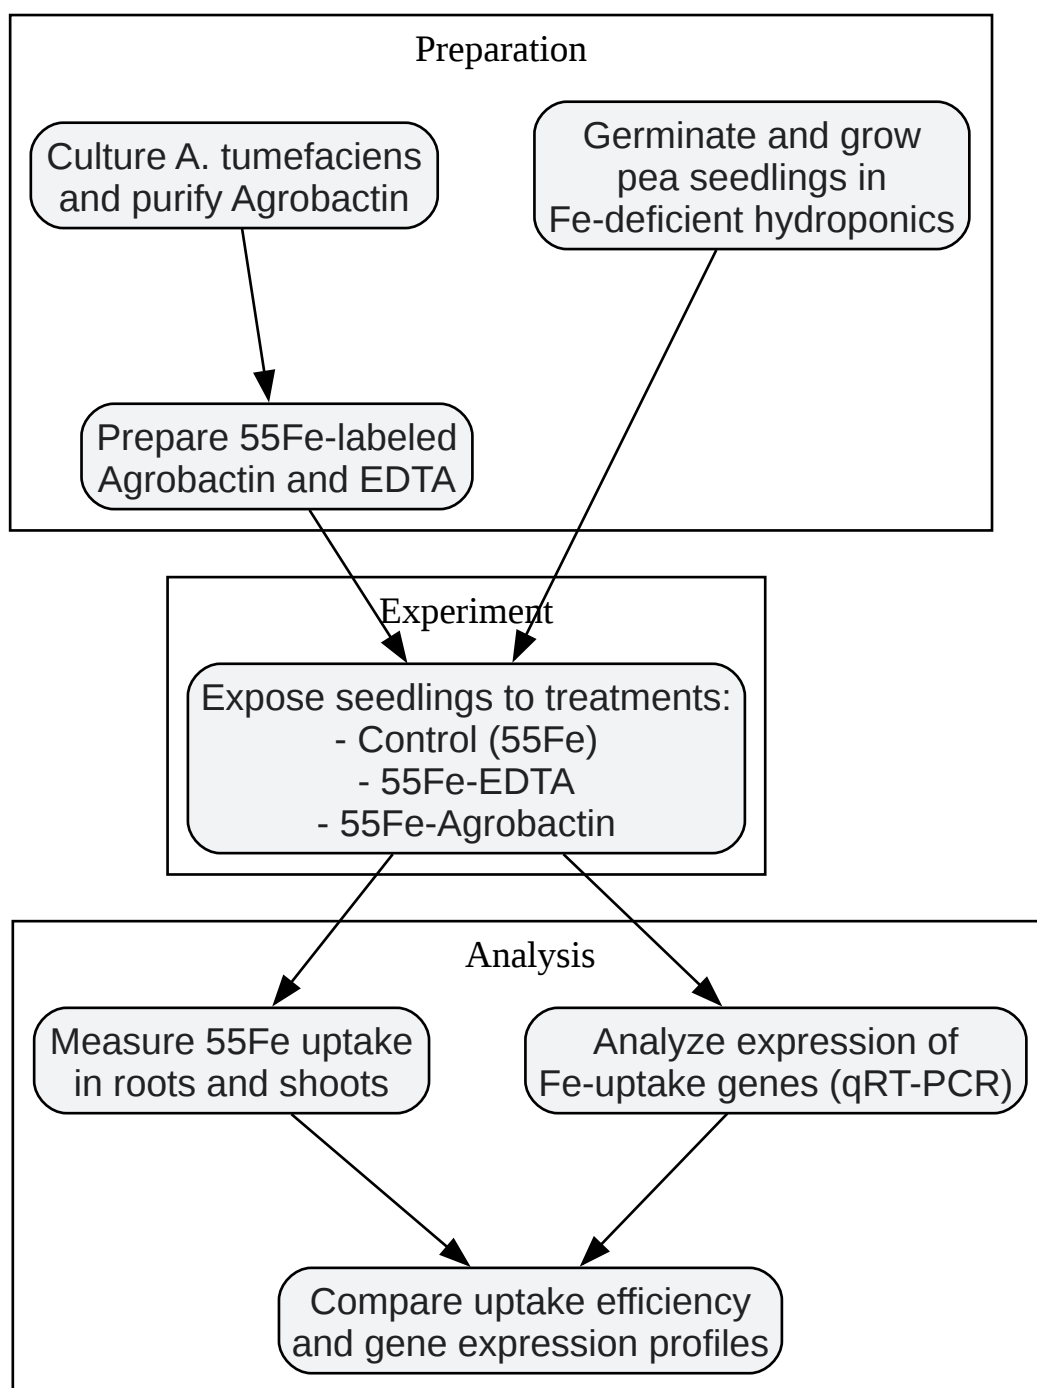 Preparation
Culture A. tumefaciens
and purify Agrobactin
Germinate and grow
pea seedlings in
Fe-deficient hydroponics
Prepare 55Fe-labeled
Agrobactin and EDTA
Experiment
Expose seedlings to treatments:
- Control (55Fe)
- 55Fe-EDTA
- 55Fe-Agrobactin
Analysis
Measure 55Fe uptake
in roots and shoots
Analyze expression of
Fe-uptake genes (qRT-PCR)
Compare uptake efficiency
and gene expression profiles